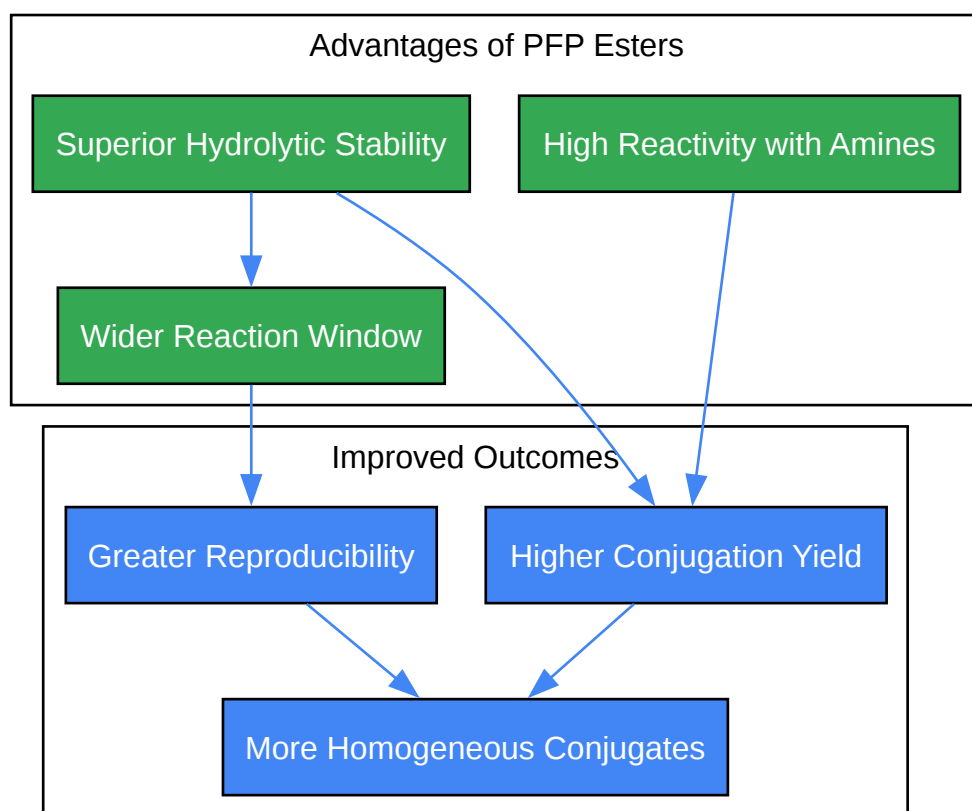 Advantages of PFP Esters
Superior Hydrolytic Stability
High Reactivity with Amines
Wider Reaction Window
Improved Outcomes
Greater Reproducibility
Higher Conjugation Yield
More Homogeneous Conjugates